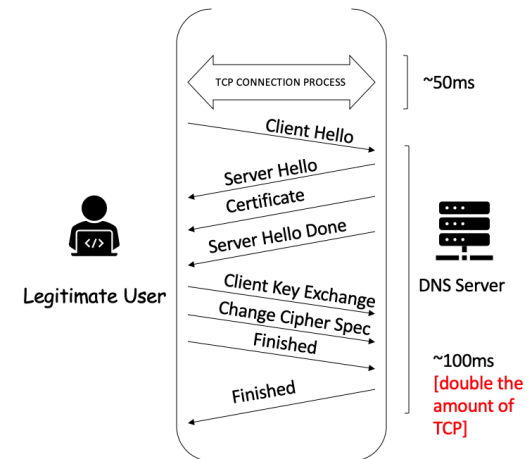 TCP CONNECTION PROCESS
~50ms
Client Hello
Server Hello
Certificate
Server Hello Done
Legitimate User
DNS Server
Client Key Exchange
Change Cipher Spec
Finished
Finished
~100ms
[double the
amount of
TCP]